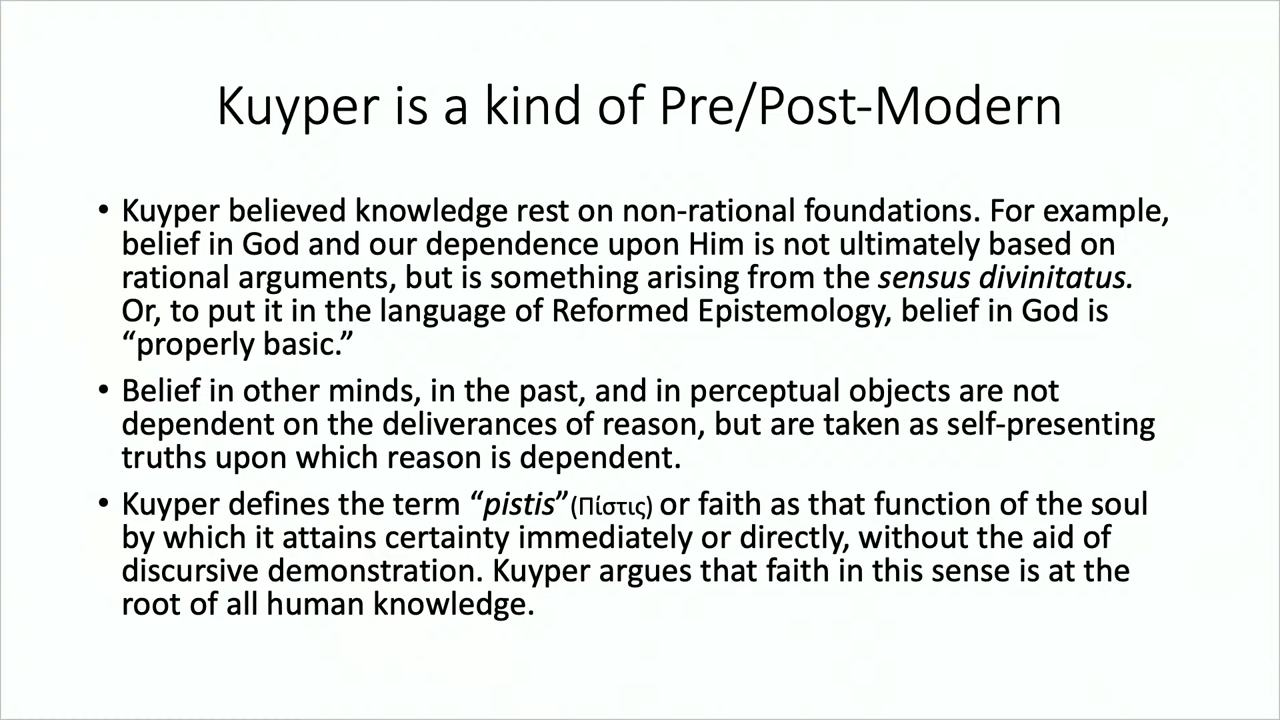 Kuyper is a kind of Pre/Post-Modern
• Kuyper believed knowledge rest on non-rational foundations. For example,
belief in God and our dependence upon Him is not ultimately based on
rational arguments, but is something arising from the sensus divinitatus.
Or, to put it in the language of Reformed Epistemology, belief in God is
“properly basic.”
• Belief in other minds, in the past, and in perceptual objects are not
dependent on the deliverances of reason, but are taken as self-presenting
truths upon which reason is dependent.
• Kuyper defines the term “pistis”(Πίστις) or faith as that function of the soul
by which it attains certainty immediately or directly, without the aid of
discursive demonstration. Kuyper argues that faith in this sense is at the
root of all human knowledge.